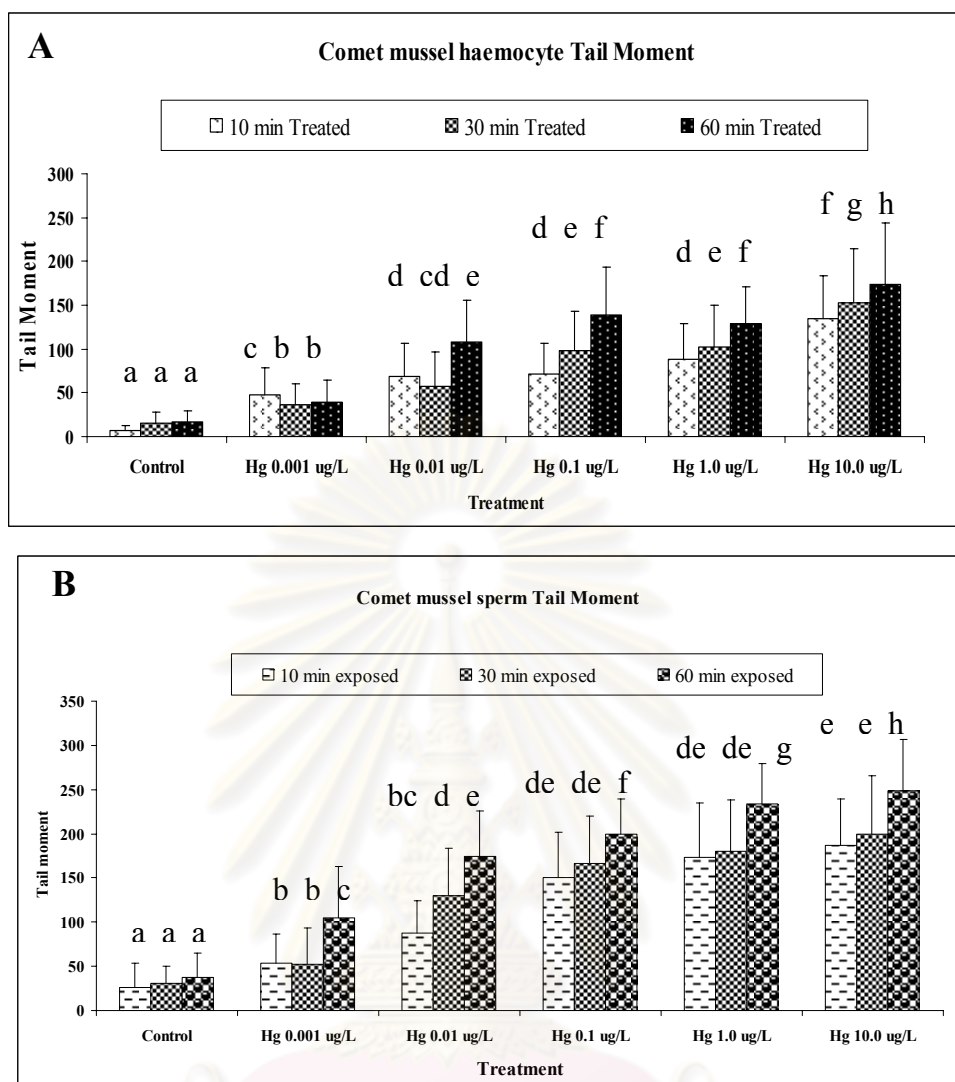 A
Comet mussel haemocyte Tail Moment
10 min Treated 30 min Treated 60 min Treated
300
250
200
150
100
50
0
Tail Moment
a a a
c b b
d cd e
d e f
d e f
f g h
Control Hg 0.001 ug/L Hg 0.01 ug/L Hg 0.1 ug/L Hg 1.0 ug/L Hg 10.0 ug/L
Treatment
B
Comet mussel sperm Tail Moment
10 min exposed 30 min exposed 60 min exposed
350
300
250
200
150
100
50
0
Tail moment
a a a
b b c
bc d e
de de f
de de g
e e h
Control Hg 0.001 ug/L Hg 0.01 ug/L Hg 0.1 ug/L Hg 1.0 ug/L Hg 10.0 ug/L
Treatment